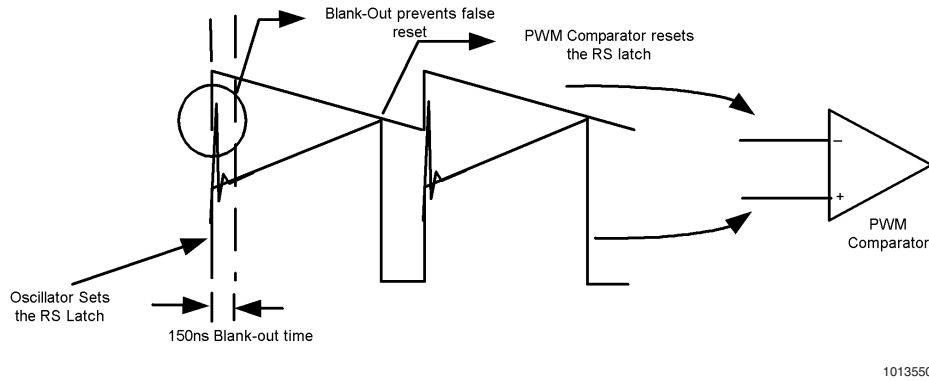 Blank-Out prevents false
reset
PWM Comparator resets
the RS latch
−
+
PWM
Comparator
Oscillator Sets
the RS Latch
150ns Blank-out time
1013550